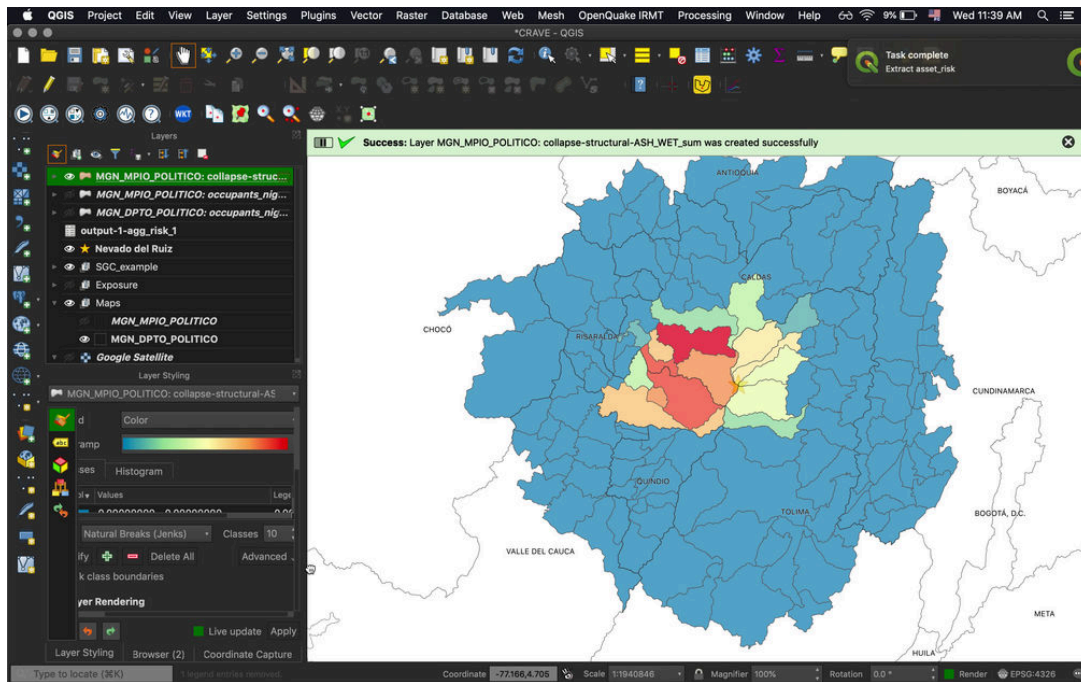 QGIS Project Edit View Layer Settings Plugins Vector Raster Database Web Mesh OpenQuake IRMT Processing Window Help 9% Wed 11:39 AM
*CRAVE - QGIS
Task complete
Extract asset_risk
WKT
Layers
Success: Layer MGN_MPIO_POLITICO: collapse-structural-ASH_WET_sum was created successfully
MGN_MPIO_POLITICO: collapse-struc...
MGN_MPIO_POLITICO: occupants_nig...
MGN_DPTO_POLITICO: occupants_nig...
output-1-agg_risk_1
Nevado del Ruiz
SGC_example
Exposure
Maps
MGN_MPIO_POLITICO
MGN_DPTO_POLITICO
Google Satellite
Layer Styling
MGN_MPIO_POLITICO: collapse-structural-AS
Color
amp
abc
ses Histogram
Values Lege
Natural Breaks (Jenks) Classes 10
ify Delete All Advanced
k class boundaries
yer Rendering
Live update Apply
Layer Styling Browser (2) Coordinate Capture
Type to locate (⌘K) 1 legend entries removed.
ANTIOQUIA
BOYACÁ
CALDAS
CHOCÓ
RISARALDA
CUNDINAMARCA
QUINDIO
TOLIMA
BOGOTÁ, D.C.
VALLE DEL CAUCA
META
HUILA
Coordinate -77.166,4.705 Scale 1:1940846 Magnifier 100% Rotation 0.0 ° Render EPSG:4326